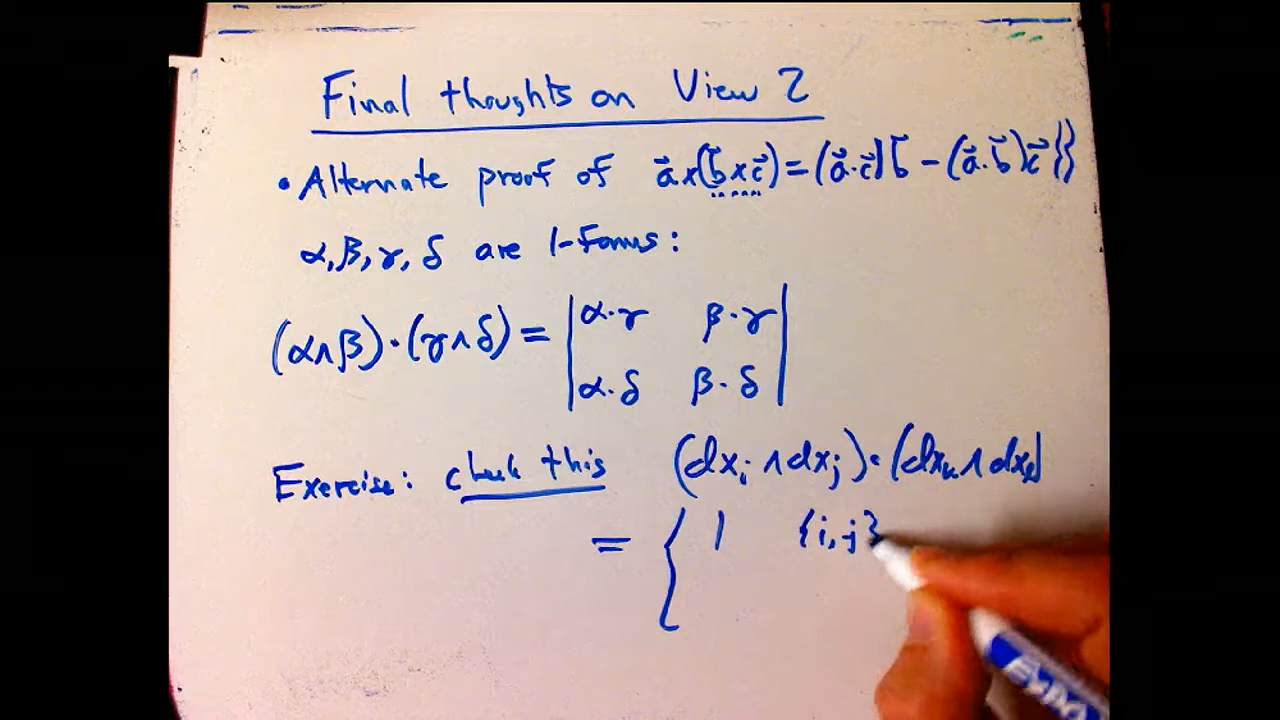 Final thoughts on View 2
• Alternate proof of a⃗×(b⃗×c⃗)=(a⃗·c⃗)b⃗-(a⃗·b⃗)c⃗}}
α,β,γ,δ are 1-forms:
(α∧β)·(γ∧δ)= |α·γ β·γ|
|α·δ β·δ|
Exercise: check this (dxᵢ∧dxⱼ)·(dxₖ∧dxₗ)
= { 1 {i,j}
EXPO